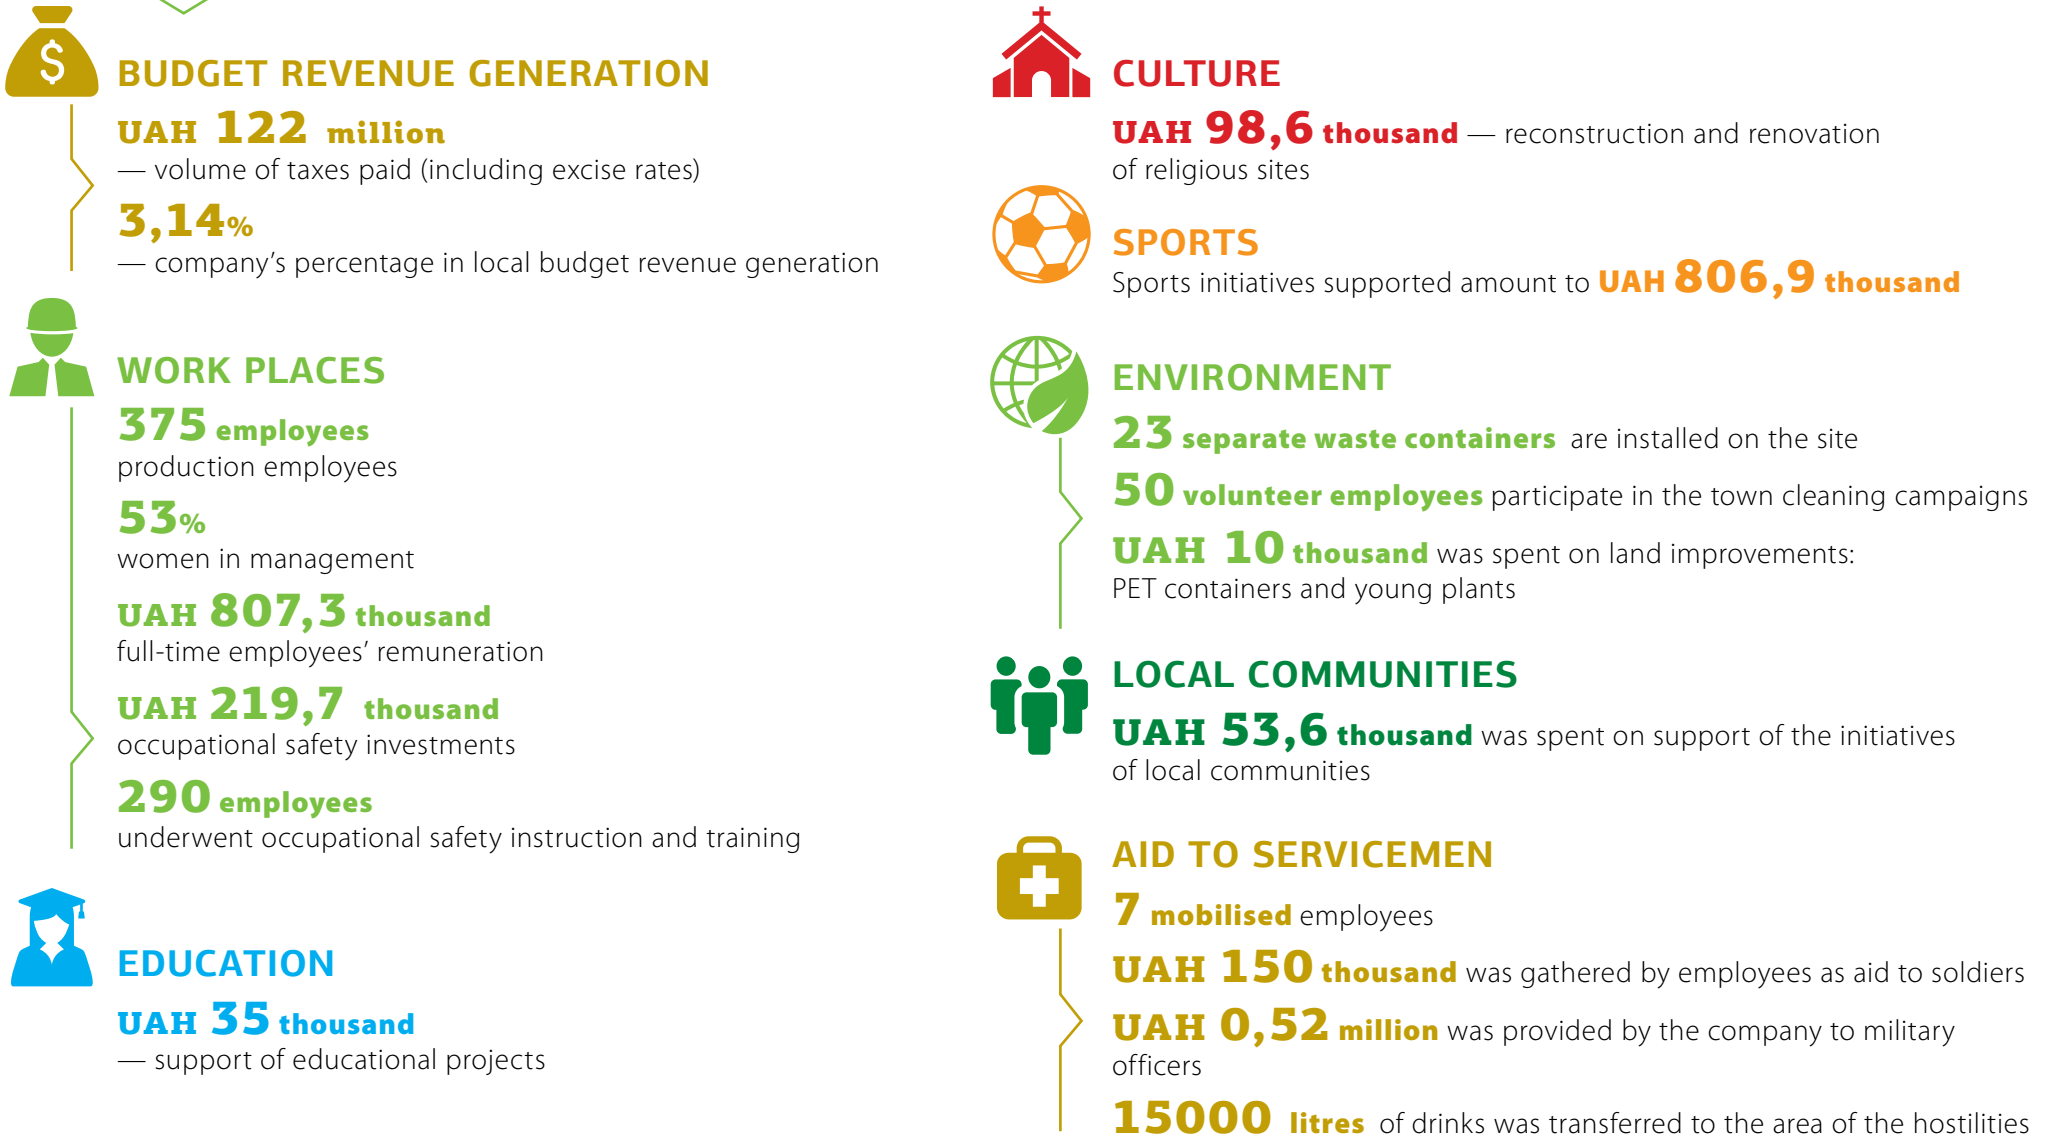 BUDGET REVENUE GENERATION
UAH 122 million
— volume of taxes paid (including excise rates)
3,14%
— company’s percentage in local budget revenue generation
WORK PLACES
375 employees
production employees
53%
women in management
UAH 807,3 thousand
full-time employees’ remuneration
UAH 219,7 thousand
occupational safety investments
290 employees
underwent occupational safety instruction and training
EDUCATION
UAH 35 thousand
— support of educational projects
CULTURE
UAH 98,6 thousand — reconstruction and renovation
of religious sites
SPORTS
Sports initiatives supported amount to UAH 806,9 thousand
ENVIRONMENT
23 separate waste containers are installed on the site
50 volunteer employees participate in the town cleaning campaigns
UAH 10 thousand was spent on land improvements:
PET containers and young plants
LOCAL COMMUNITIES
UAH 53,6 thousand was spent on support of the initiatives
of local communities
AID TO SERVICEMEN
7 mobilised employees
UAH 150 thousand was gathered by employees as aid to soldiers
UAH 0,52 million was provided by the company to military
officers
15000 litres of drinks was transferred to the area of the hostilities